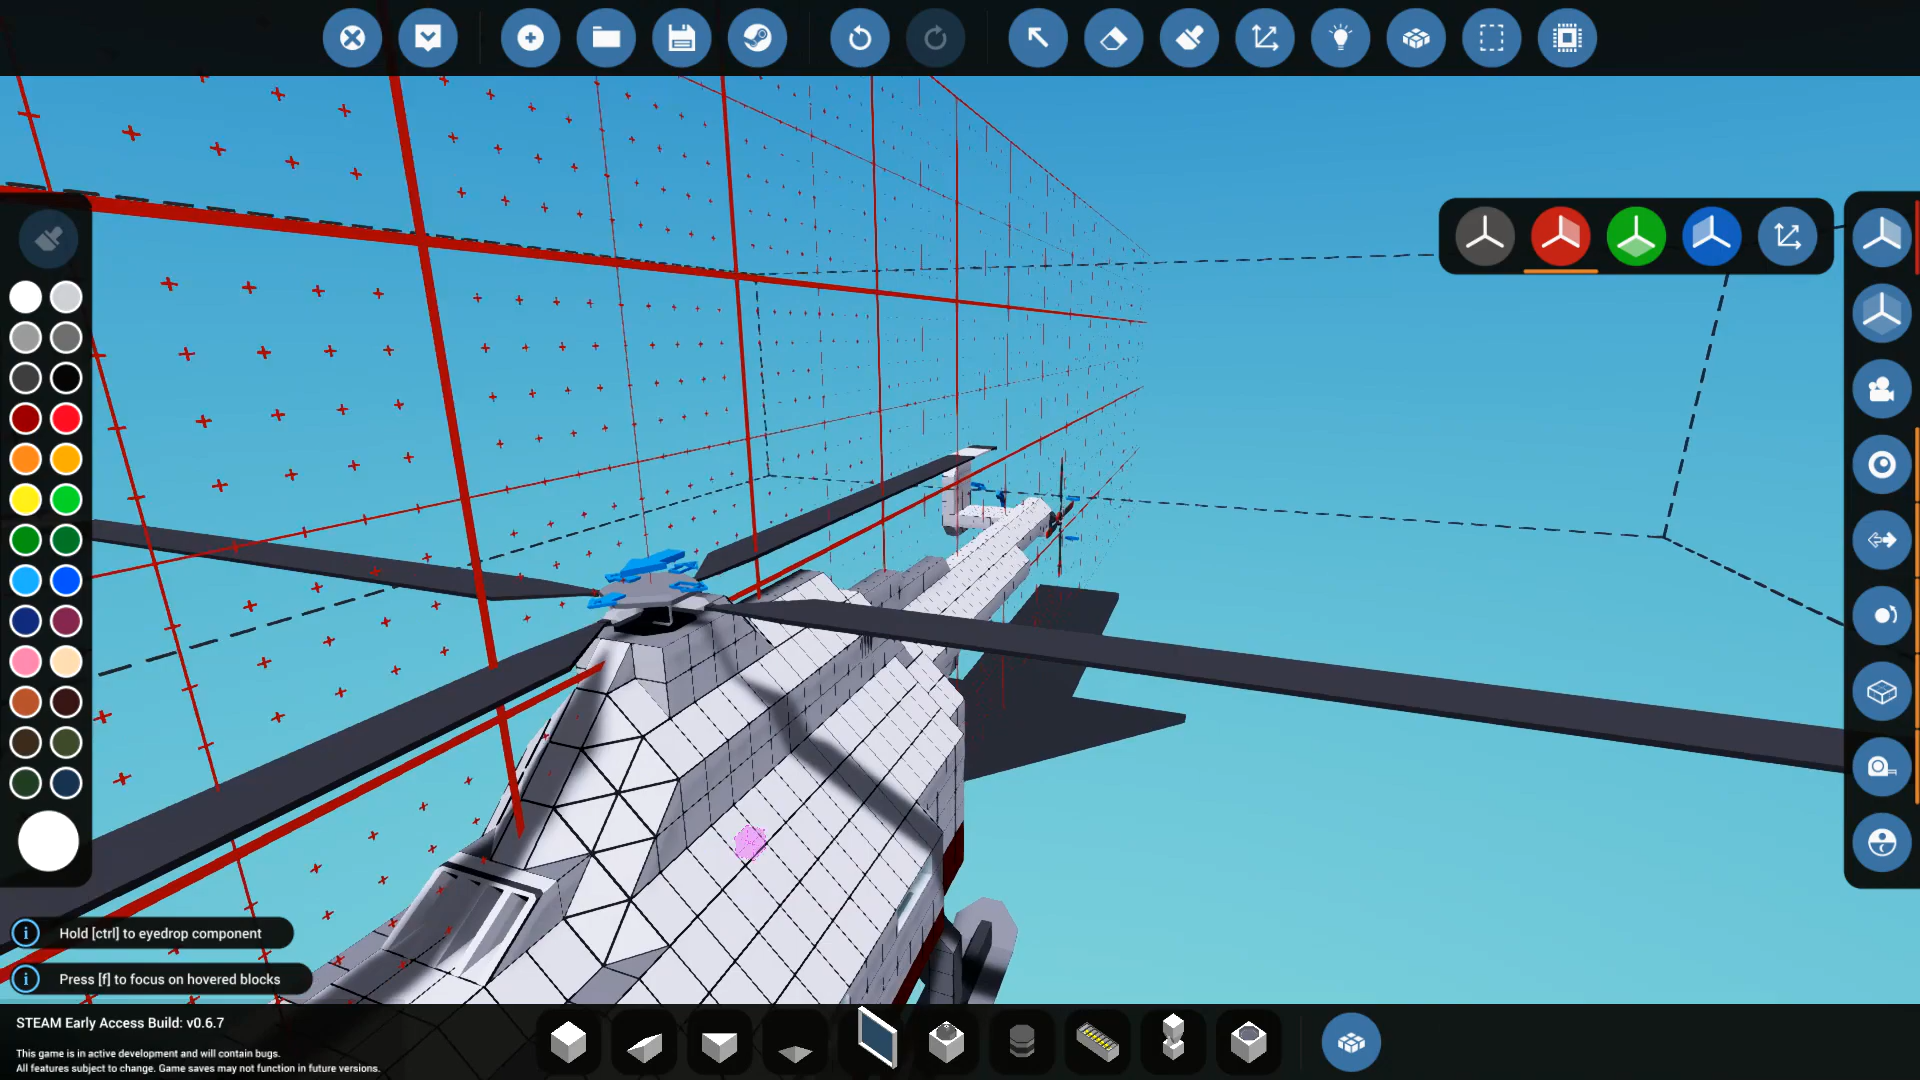 Hold [ctrl] to eyedrop component
Press [f] to focus on hovered blocks
STEAM Early Access Build: v0.6.7
This game is in active development and will contain bugs.
All features subject to change. Game saves may not function in future versions.